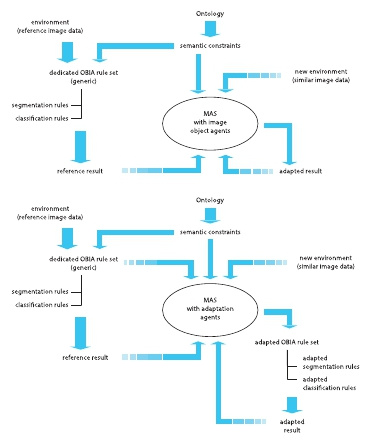 Ontology
environment
(reference image data)
semantic constraints
dedicated OBIA rule set
(generic)
new environment
(similar image data)
segmentation rules
classification rules
MAS
with image
object agents
reference result
adapted result
Ontology
environment
(reference image data)
semantic constraints
dedicated OBIA rule set
(generic)
new environment
(similar image data)
segmentation rules
classification rules
MAS
with adaptation
agents
adapted OBIA rule set
reference result
adapted
segmentation rules
adapted
classification rules
adapted
result